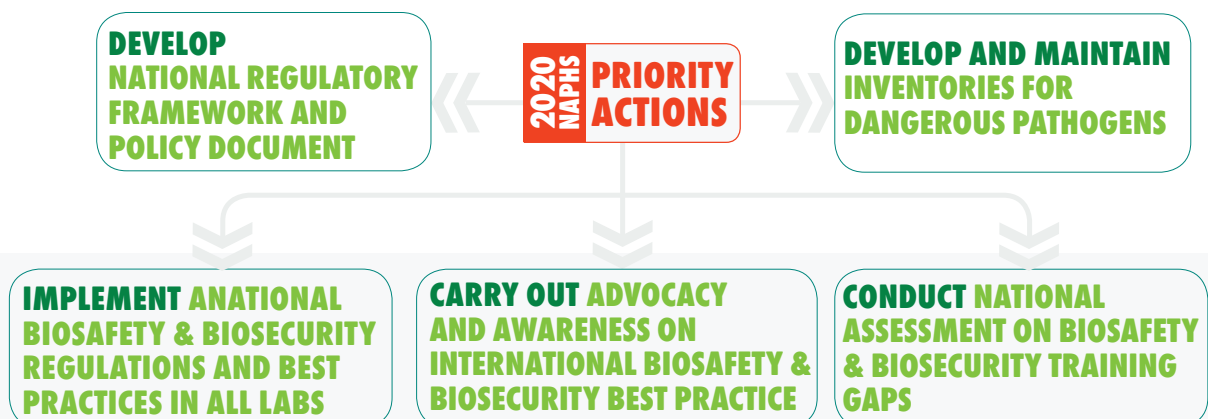 DEVELOP
NATIONAL REGULATORY
FRAMEWORK AND
POLICY DOCUMENT
2020
NAPHS
PRIORITY
ACTIONS
DEVELOP AND MAINTAIN
INVENTORIES FOR
DANGEROUS PATHOGENS
IMPLEMENT ANATIONAL
BIOSAFETY & BIOSECURITY
REGULATIONS AND BEST
PRACTICES IN ALL LABS
CARRY OUT ADVOCACY
AND AWARENESS ON
INTERNATIONAL BIOSAFETY &
BIOSECURITY BEST PRACTICE
CONDUCT NATIONAL
ASSESSMENT ON BIOSAFETY
& BIOSECURITY TRAINING
GAPS